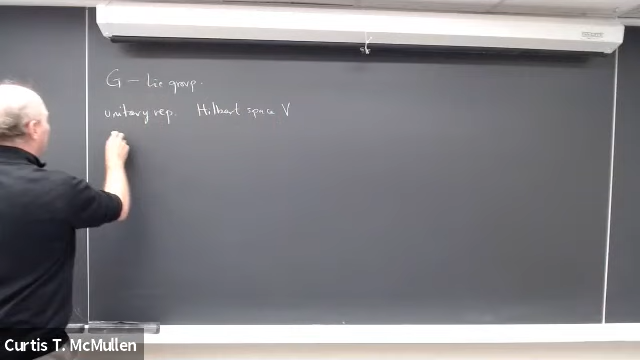 G – Lie group.
unitary rep. Hilbert space V
Curtis T. McMullen